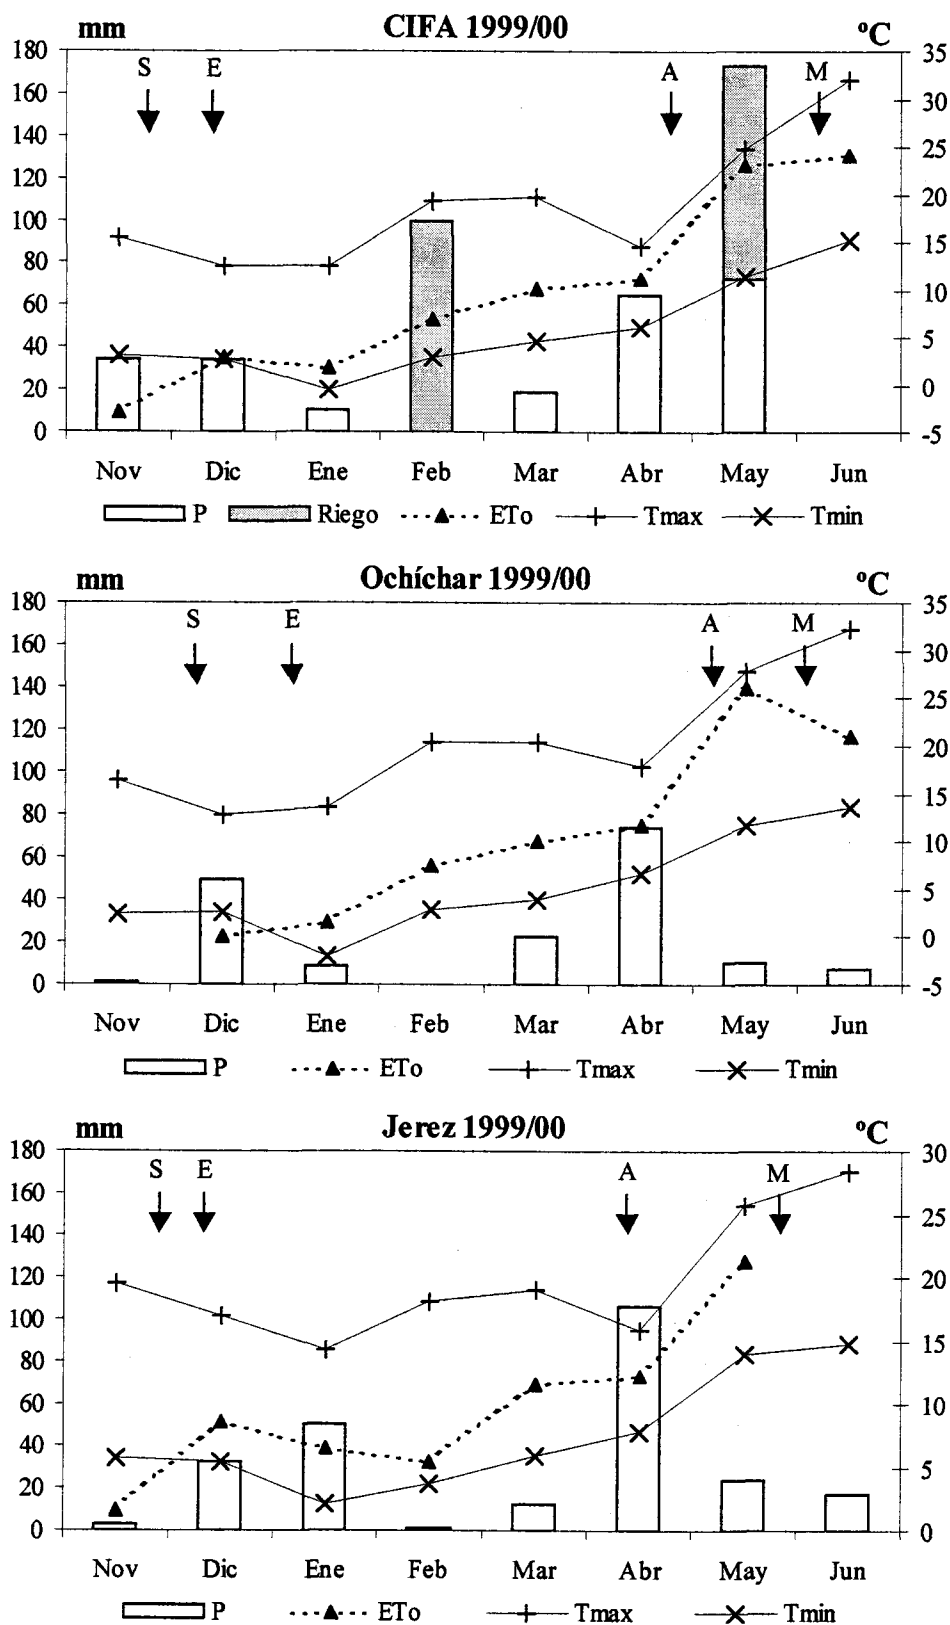 mm CIFA 1999/00 ºC
180 35
S E A M
160 30
140 25
120 20
100 15
80 10
60 5
40 0
20 -5
0
Nov Dic Ene Feb Mar Abr May Jun
P Riego ETo Tmax Tmin
mm Ochíchar 1999/00 ºC
180 35
S E A M
160 30
140 25
120 20
100 15
80 10
60 5
40 0
20 -5
0
Nov Dic Ene Feb Mar Abr May Jun
P ETo Tmax Tmin
mm Jerez 1999/00 ºC
180 30
S E A M
160 25
140 20
120 15
100 10
80 5
60 0
40
20
0
Nov Dic Ene Feb Mar Abr May Jun
P ETo Tmax Tmin